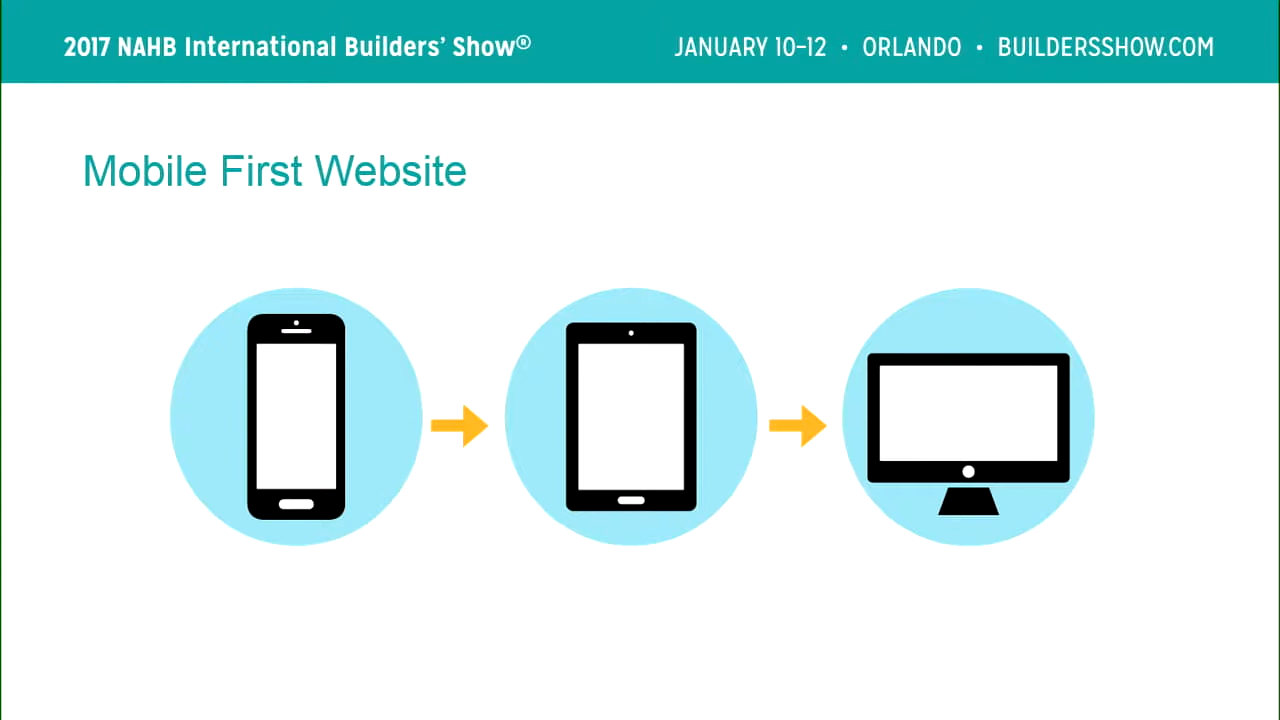 2017 NAHB International Builders’ Show®
JANUARY 10–12 • ORLANDO • BUILDERSSHOW.COM
Mobile First Website